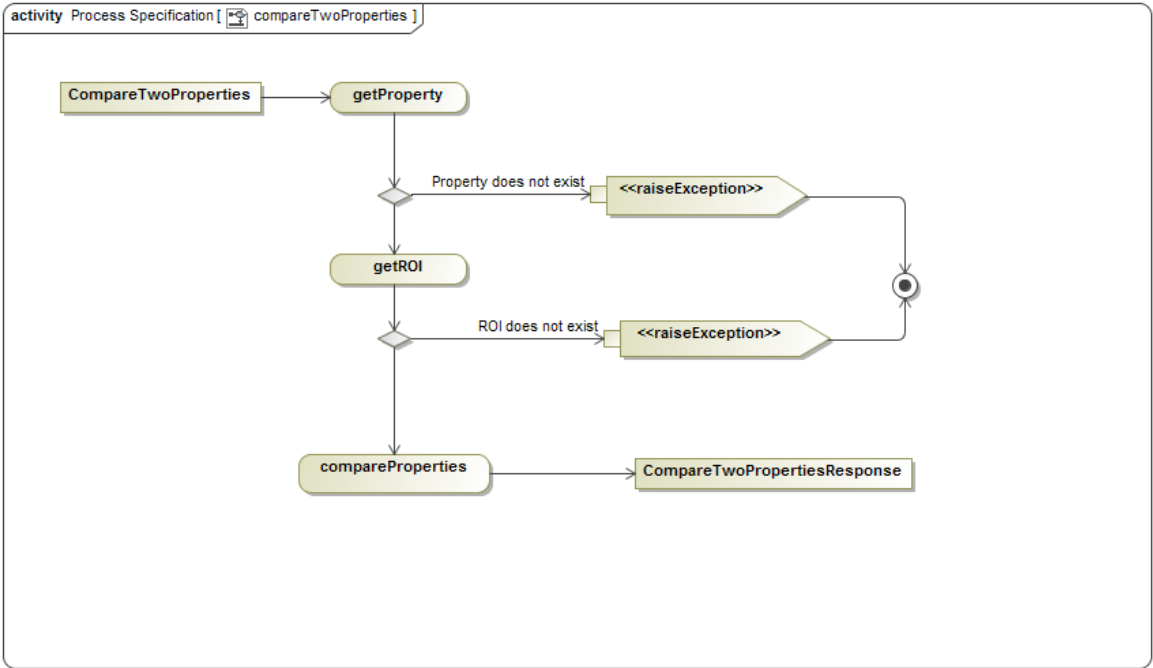 activity Process Specification [ compareTwoProperties ]
CompareTwoProperties
getProperty
Property does not exist
<<raiseException>>
getROI
ROI does not exist
<<raiseException>>
compareProperties
CompareTwoPropertiesResponse